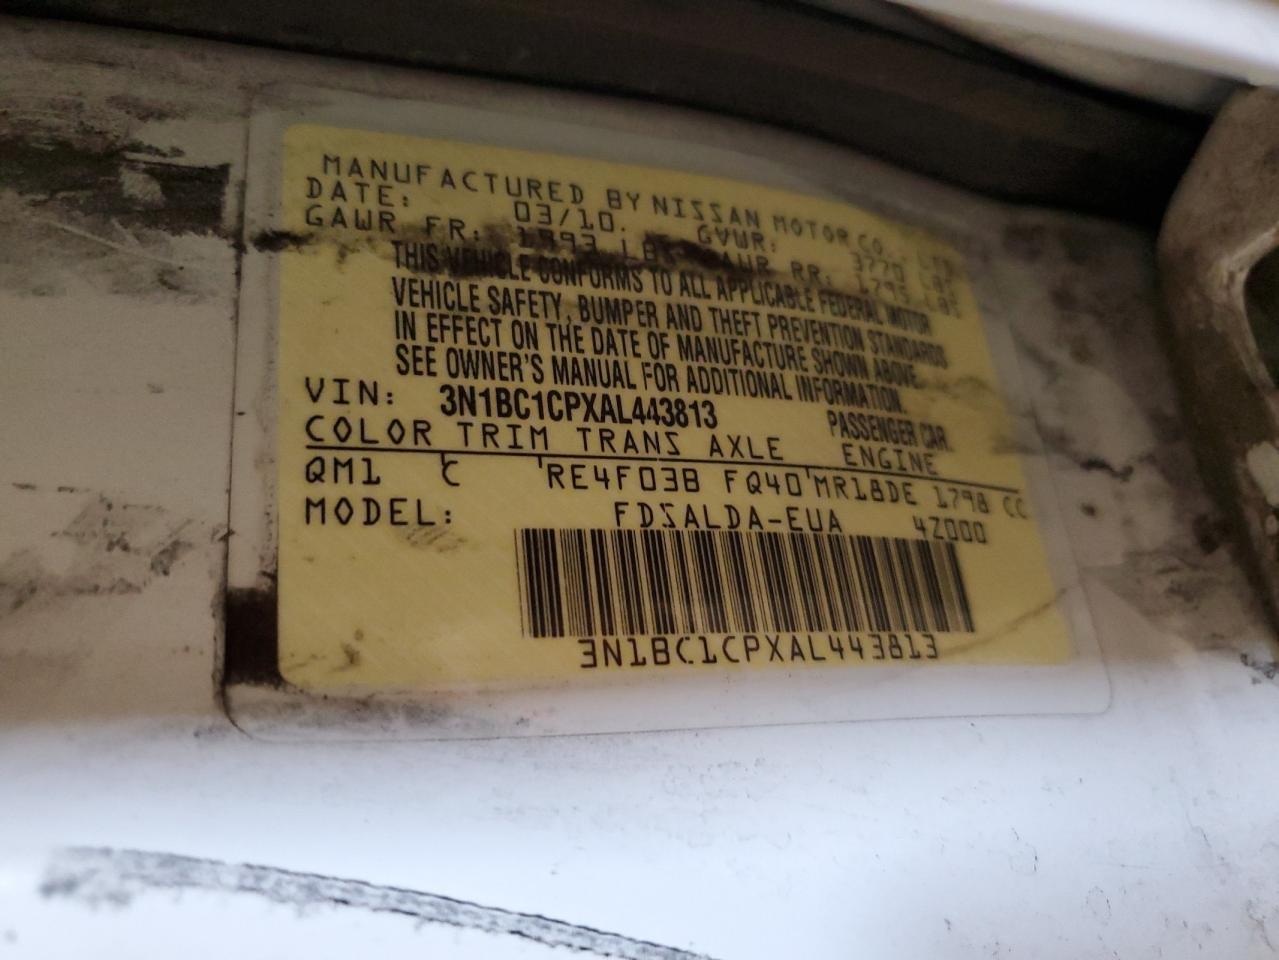 MANUFACTURED BY NISSAN MOTOR CO., LTD
DATE: 03/10. GVWR: 3770 LBS
GAWR FR: 1993 LBS GAWR RR: 1795 LBS
THIS VEHICLE CONFORMS TO ALL APPLICABLE FEDERAL MOTOR
VEHICLE SAFETY, BUMPER AND THEFT PREVENTION STANDARDS
IN EFFECT ON THE DATE OF MANUFACTURE SHOWN ABOVE.
SEE OWNER'S MANUAL FOR ADDITIONAL INFORMATION.
VIN: 3N1BC1CPXAL443813 PASSENGER CAR
COLOR TRIM TRANS AXLE ENGINE
QM1 C RE4F03B FQ40 MR18DE 1798 CC
MODEL: FDSALDA-EUA 4Z000
3N1BC1CPXAL443813